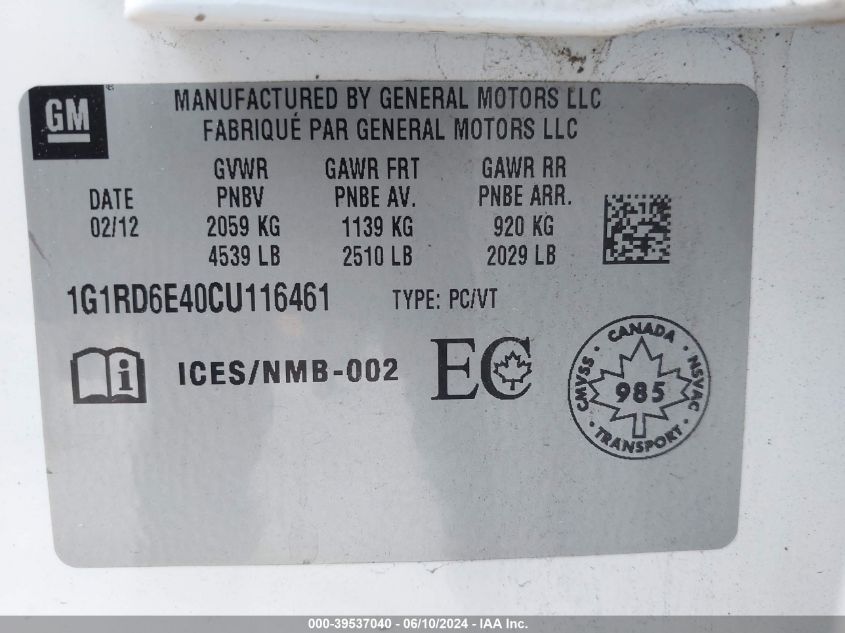 GM
MANUFACTURED BY GENERAL MOTORS LLC
FABRIQUÉ PAR GENERAL MOTORS LLC
GVWR GAWR FRT GAWR RR
DATE PNBV PNBE AV. PNBE ARR.
02/12 2059 KG 1139 KG 920 KG
4539 LB 2510 LB 2029 LB
1G1RD6E40CU116461 TYPE: PC/VT
i ICES/NMB-002 EC
CANADA
CMVSS 985 NSVAC
TRANSPORT
000-39537040 - 06/10/2024 - IAA Inc.